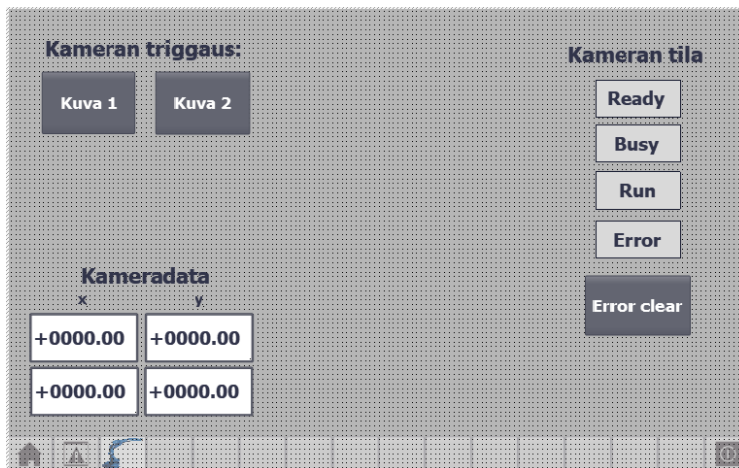 Kameran triggaus:
Kuva 1
Kuva 2
Kameran tila
Ready
Busy
Run
Error
Error clear
Kameradata
x y
+0000.00 +0000.00
+0000.00 +0000.00